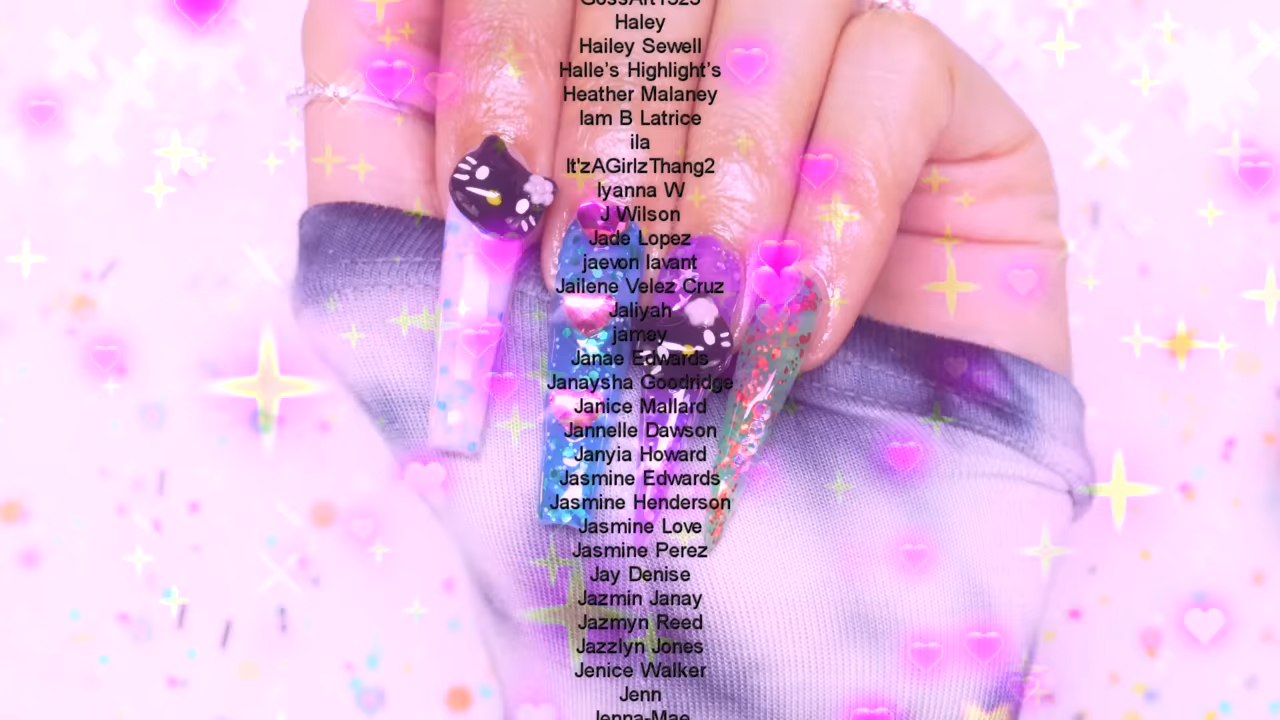 Haley
Hailey Sewell
Halle's Highlight's
Heather Malaney
Iam B Latrice
ila
It'zAGirlzThang2
Iyanna W
J Wilson
Jade Lopez
jaevon lavant
Jailene Velez Cruz
Jaliyah
jamey
Janae Edwards
Janaysha Goodridge
Janice Mallard
Jannelle Dawson
Janyia Howard
Jasmine Edwards
Jasmine Henderson
Jasmine Love
Jasmine Perez
Jay Denise
Jazmin Janay
Jazmyn Reed
Jazzlyn Jones
Jenice Walker
Jenn
Jenna-Mae